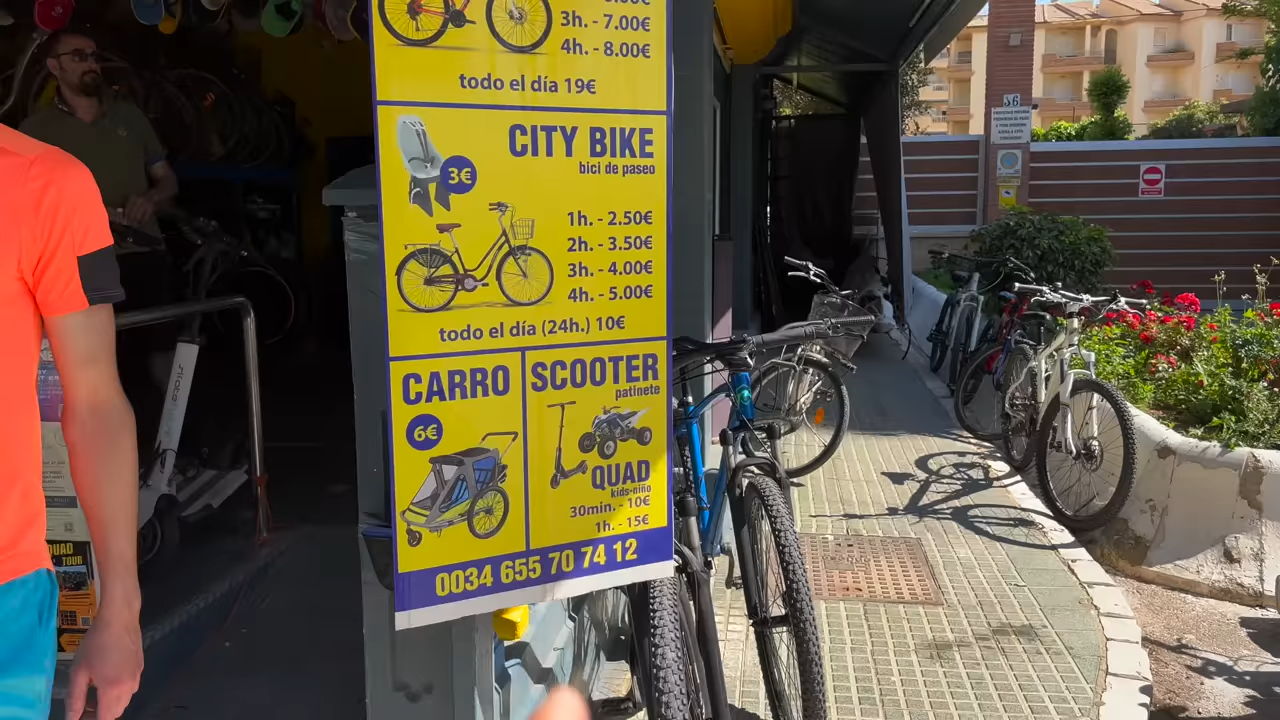 3h. - 7.00€
4h. - 8.00€
todo el día 19€
CITY BIKE
bici de paseo
3€
1h. - 2.50€
2h. - 3.50€
3h. - 4.00€
4h. - 5.00€
todo el día (24h.) 10€
CARRO
6€
SCOOTER
patinete
QUAD
kids-niño
30min. - 10€
1h. - 15€
0034 655 70 74 12
36
QUAD
TOUR